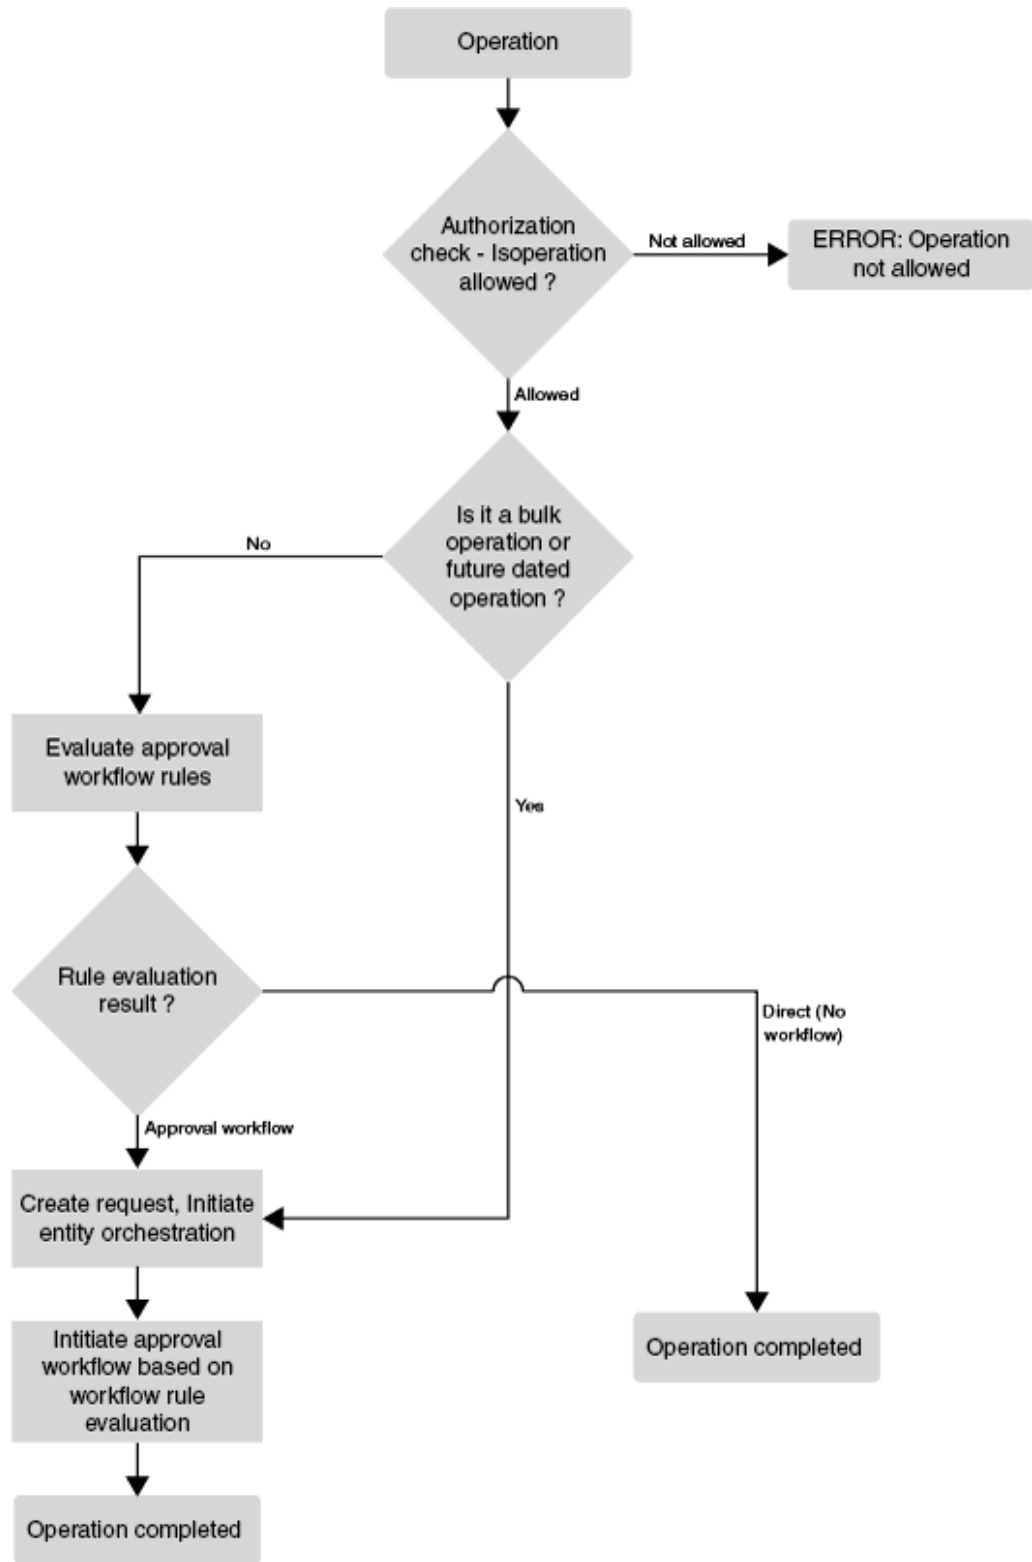 Operation
Authorization
check - Isoperation
allowed ?
Not allowed
ERROR: Operation
not allowed
Allowed
Is it a bulk
operation or
future dated
operation ?
No
Evaluate approval
workflow rules
Yes
Rule evaluation
result ?
Direct (No
workflow)
Approval workflow
Create request, Initiate
entity orchestration
Intitiate approval
workflow based on
workflow rule
evaluation
Operation completed
Operation completed